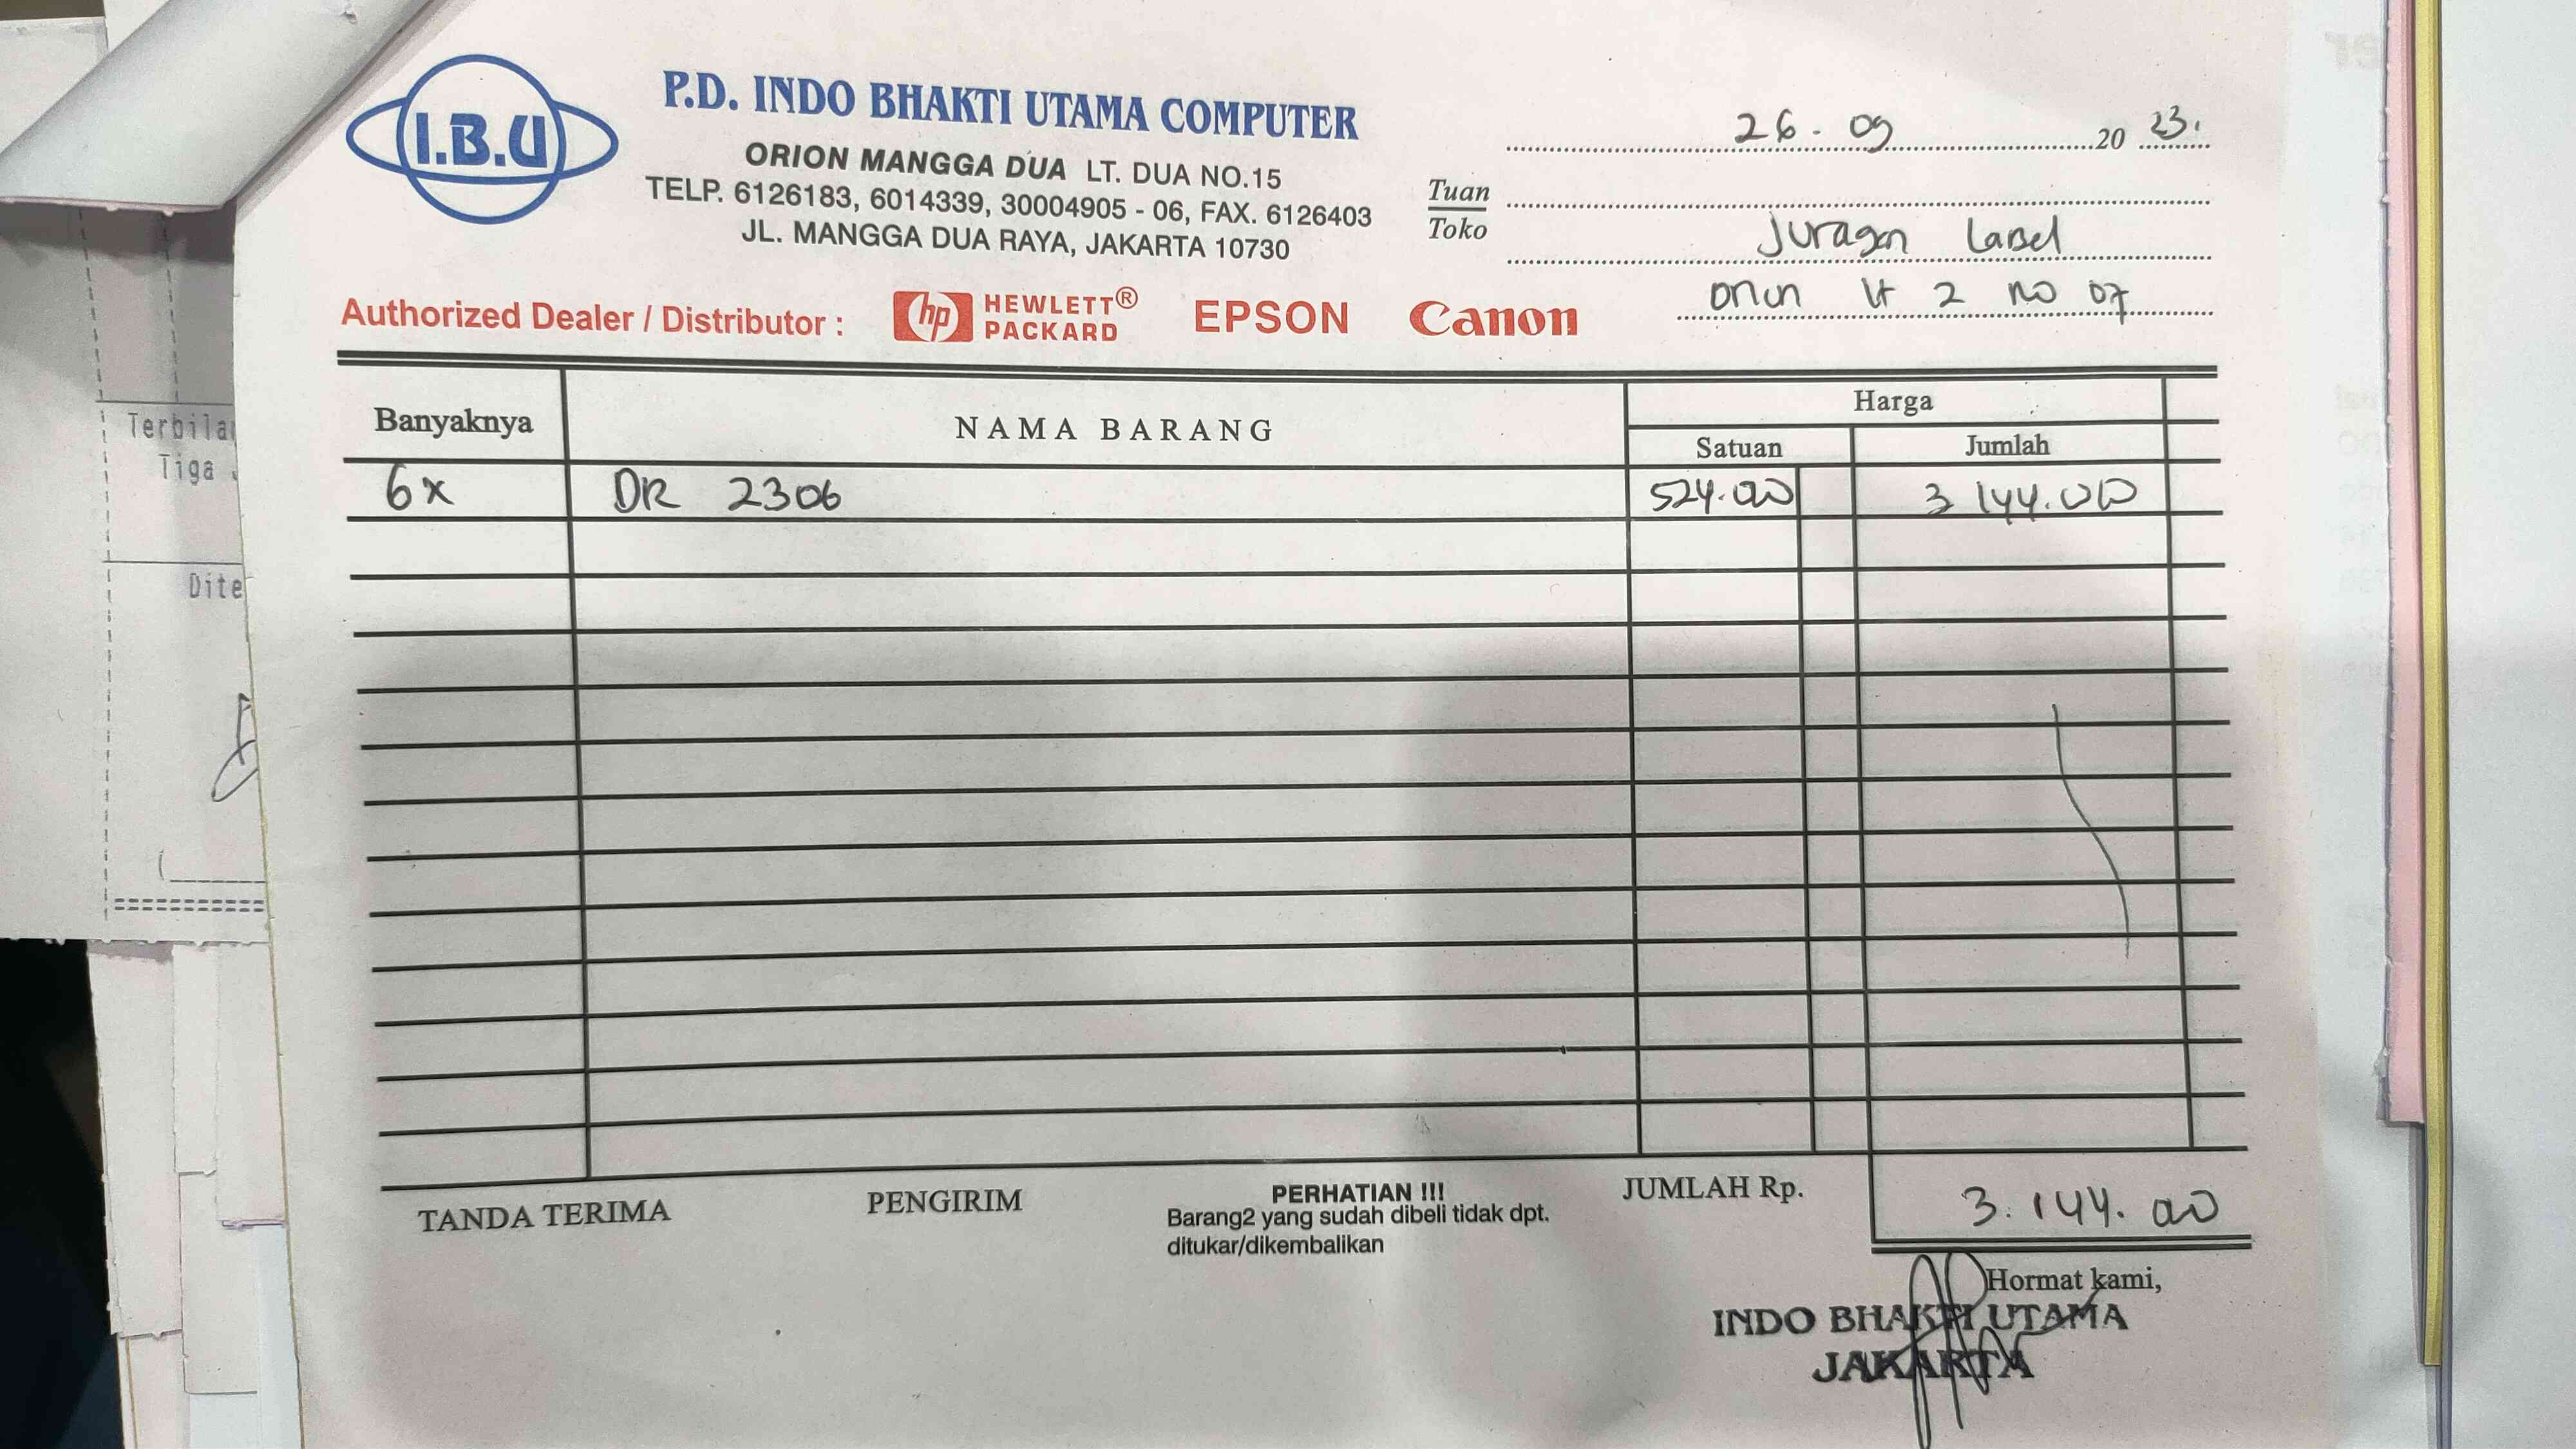 I.B.U
P.D. INDO BHAKTI UTAMA COMPUTER
ORION MANGGA DUA LT. DUA NO.15
TELP. 6126183, 6014339, 30004905 - 06, FAX. 6126403
JL. MANGGA DUA RAYA, JAKARTA 10730
26 - 09 20 23.
Tuan
Toko
Juragan Label
Orion lt 2 no 07
Authorized Dealer / Distributor : hp HEWLETT® PACKARD EPSON Canon
Banyaknya NAMA BARANG Harga
Satuan Jumlah
6x DR 2306 524.00 3 144.00
TANDA TERIMA PENGIRIM PERHATIAN !!! JUMLAH Rp. 3.144.00
Barang2 yang sudah dibeli tidak dpt.
ditukar/dikembalikan
Hormat kami,
INDO BHAKTI UTAMA
JAKARTA
Terbila
Tiga
Dite